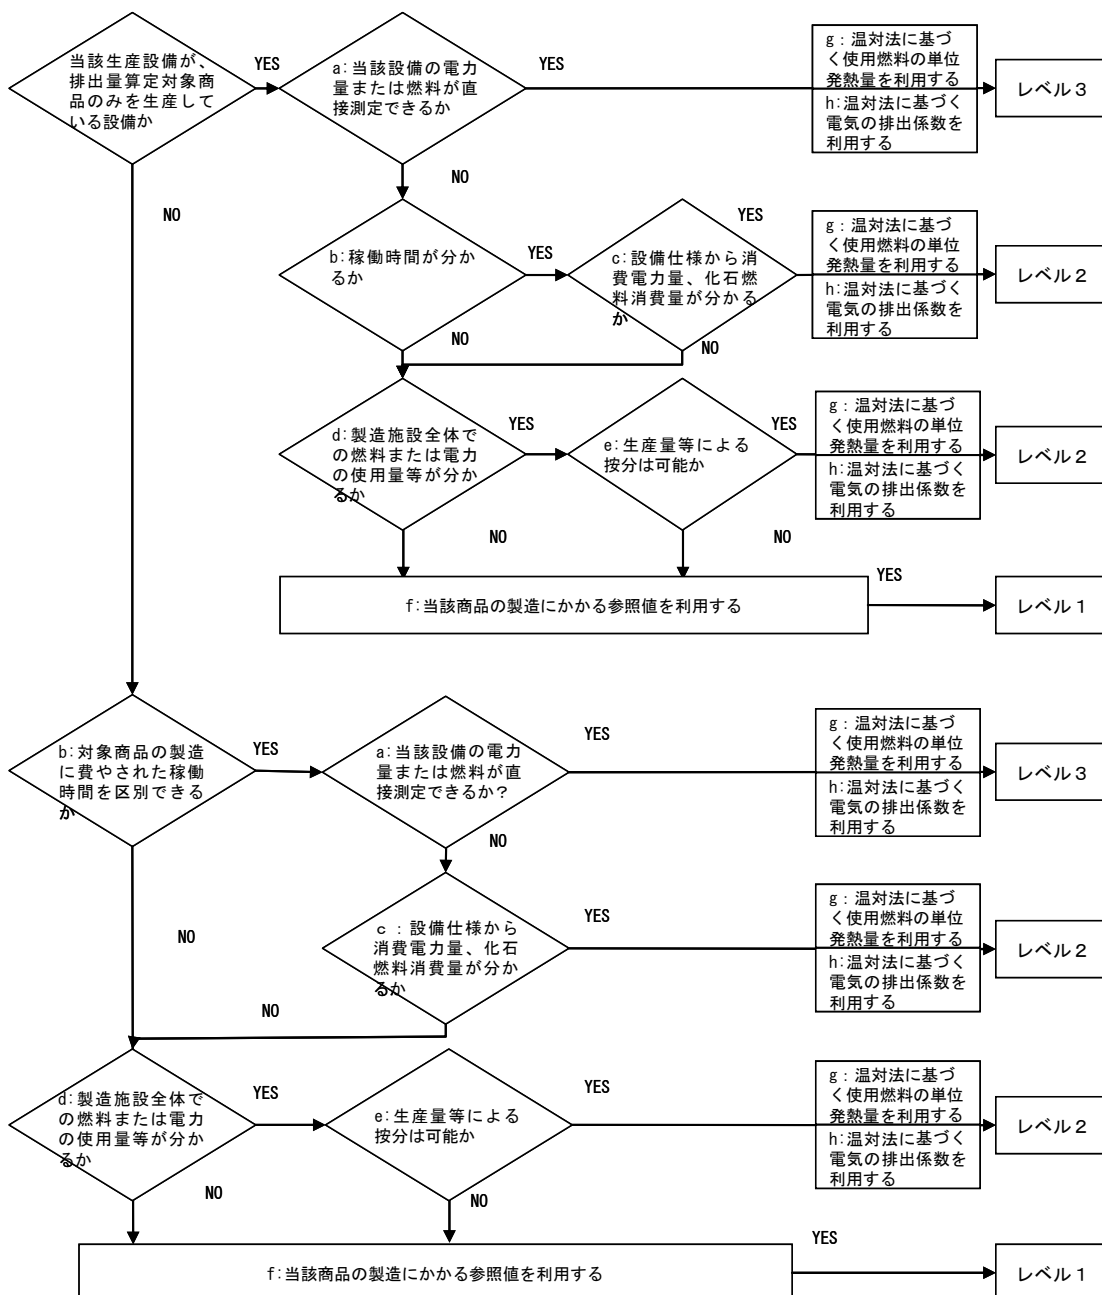 当該生産設備が、
排出量算定対象商
品のみを生産して
いる設備か
YES
a:当該設備の電力
量または燃料が直
接測定できるか
YES
g：温対法に基づ
く使用燃料の単位
発熱量を利用する
h:温対法に基づく
電気の排出係数を
利用する
レベル３
NO
NO
b:稼働時間が分か
るか
YES
c:設備仕様から消
費電力量、化石燃
料消費量が分かる
か
YES
g：温対法に基づ
く使用燃料の単位
発熱量を利用する
h:温対法に基づく
電気の排出係数を
利用する
レベル２
NO
NO
d:製造施設全体で
の燃料または電力
の使用量等が分か
るか
YES
e:生産量等による
按分は可能か
YES
g：温対法に基づ
く使用燃料の単位
発熱量を利用する
h:温対法に基づく
電気の排出係数を
利用する
レベル２
NO
NO
f:当該商品の製造にかかる参照値を利用する
YES
レベル１
b:対象商品の製造
に費やされた稼働
時間を区別できる
か
YES
a:当該設備の電力
量または燃料が直
接測定できるか？
YES
g：温対法に基づ
く使用燃料の単位
発熱量を利用する
h:温対法に基づく
電気の排出係数を
利用する
レベル３
NO
NO
ｃ：設備仕様から
消費電力量、化石
燃料消費量が分か
るか
YES
g：温対法に基づ
く使用燃料の単位
発熱量を利用する
h:温対法に基づく
電気の排出係数を
利用する
レベル２
NO
d:製造施設全体で
の燃料または電力
の使用量等が分か
るか
YES
e:生産量等による
按分は可能か
YES
g：温対法に基づ
く使用燃料の単位
発熱量を利用する
h:温対法に基づく
電気の排出係数を
利用する
レベル２
NO
NO
f:当該商品の製造にかかる参照値を利用する
YES
レベル１